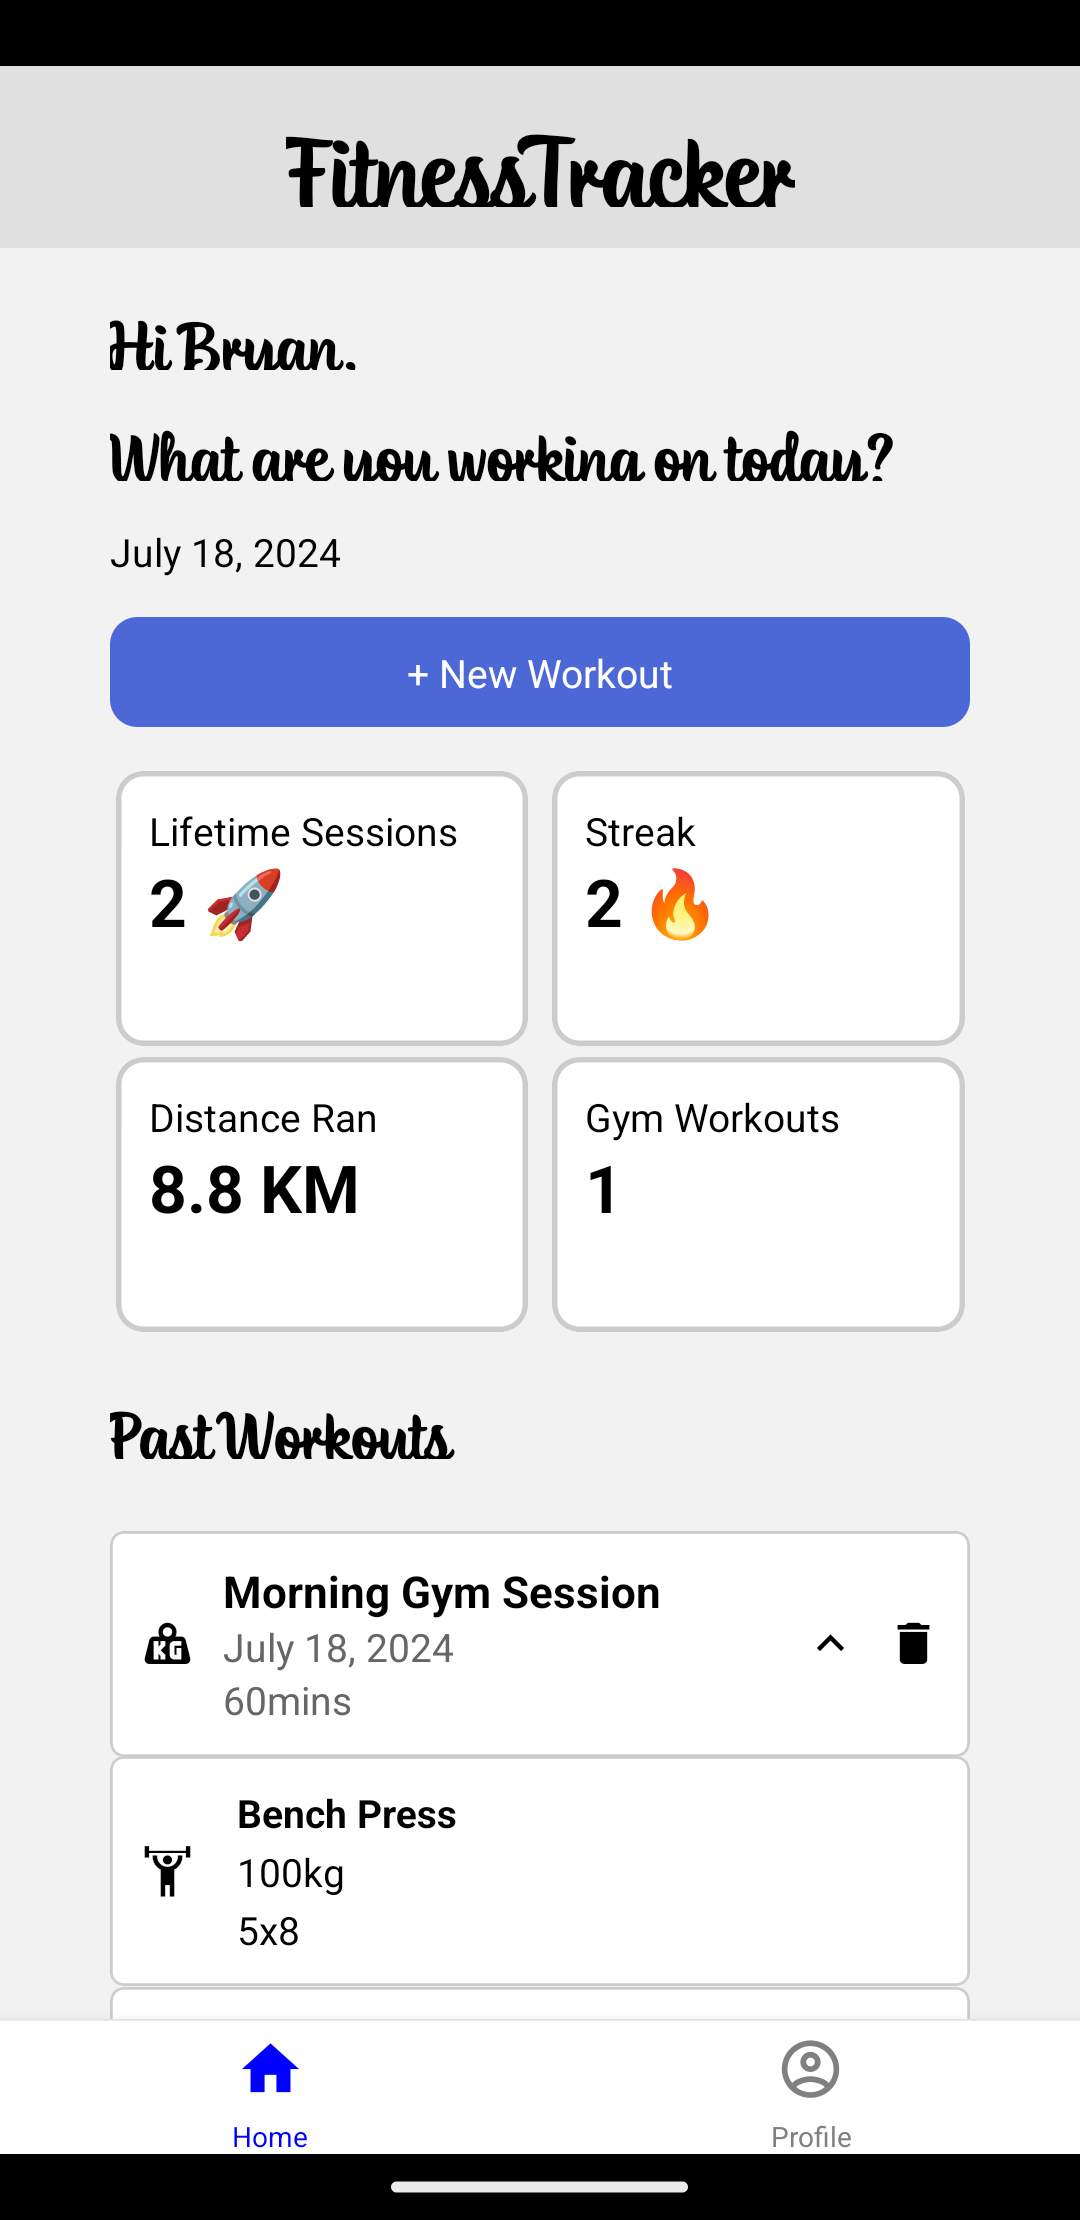 FitnessTracker
Hi Bryan,
What are you working on today?
July 18, 2024
+ New Workout
Lifetime Sessions
2 🚀
Streak
2 🔥
Distance Ran
8.8 KM
Gym Workouts
1
Past Workouts
Morning Gym Session
July 18, 2024
60mins
KG
Bench Press
100kg
5x8
Home
Profile